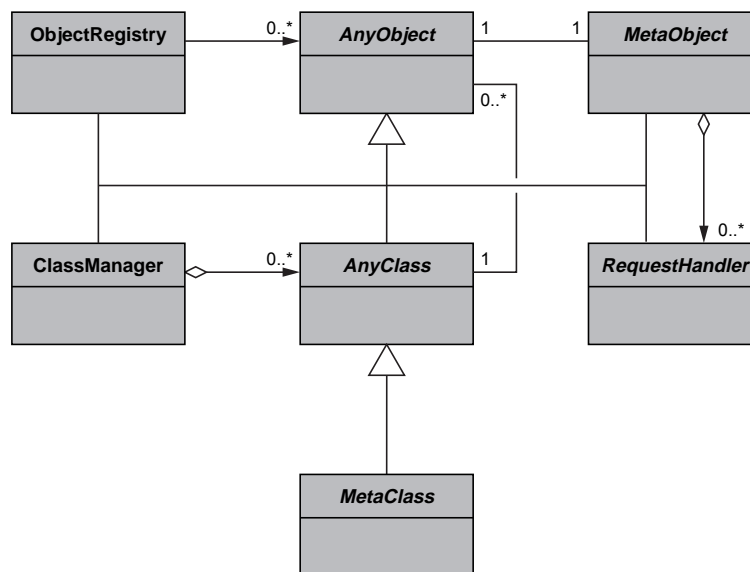 ObjectRegistry
0..*
AnyObject
1
1
MetaObject
0..*
0..*
ClassManager
0..*
AnyClass
1
RequestHandler
MetaClass